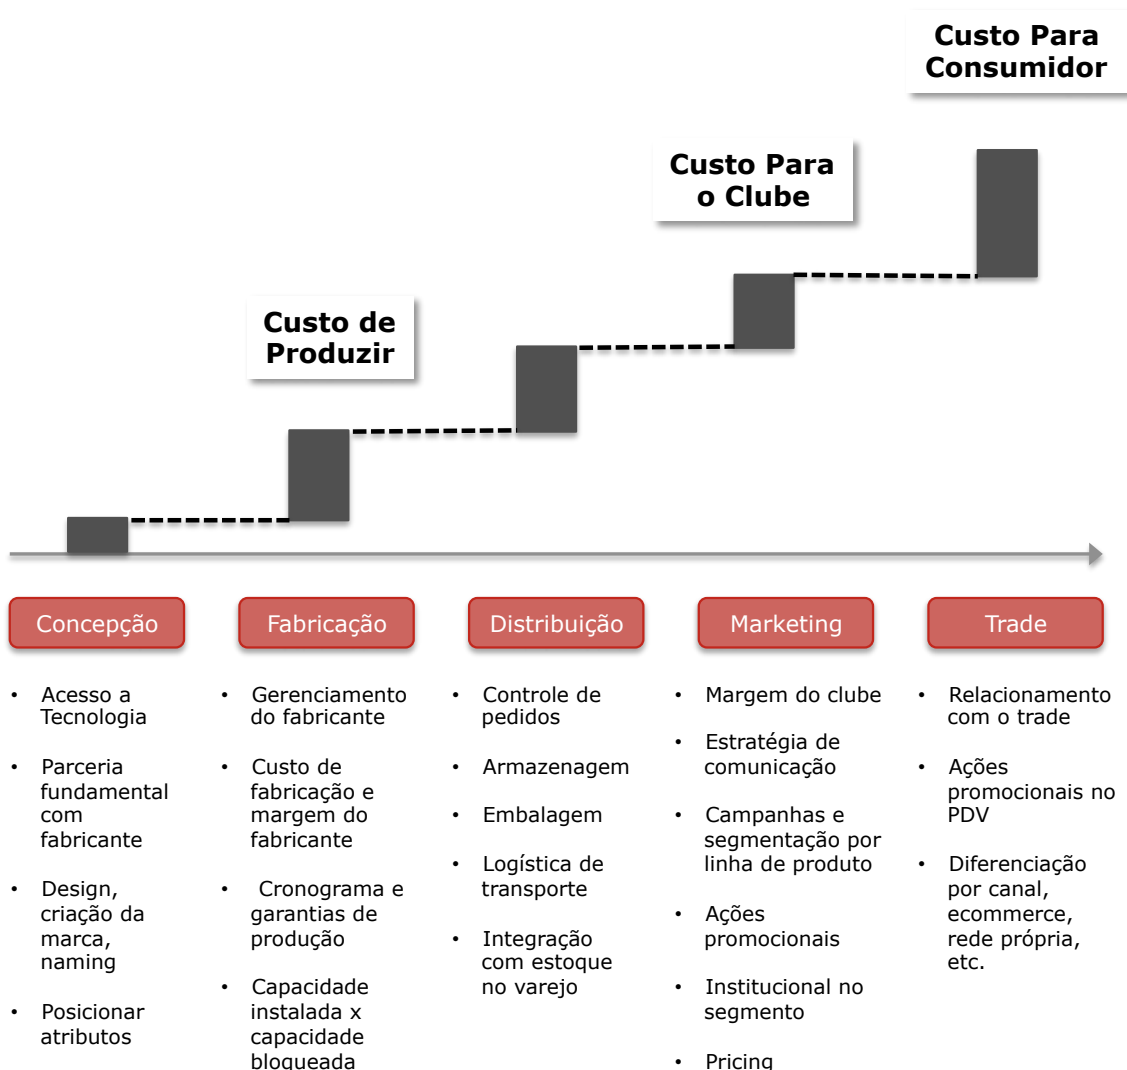 Custo Para
Consumidor
Custo Para
o Clube
Custo de
Produzir
Concepção
Fabricação
Distribuição
Marketing
Trade
• Acesso a
Tecnologia
• Parceria
fundamental
com
fabricante
• Design,
criação da
marca,
naming
• Posicionar
atributos
• Gerenciamento
do fabricante
• Custo de
fabricação e
margem do
fabricante
• Cronograma e
garantias de
produção
• Capacidade
instalada x
capacidade
bloqueada
• Controle de
pedidos
• Armazenagem
• Embalagem
• Logística de
transporte
• Integração
com estoque
no varejo
• Margem do clube
• Estratégia de
comunicação
• Campanhas e
segmentação por
linha de produto
• Ações
promocionais
• Institucional no
segmento
• Pricing
• Relacionamento
com o trade
• Ações
promocionais no
PDV
• Diferenciação
por canal,
ecommerce,
rede própria,
etc.